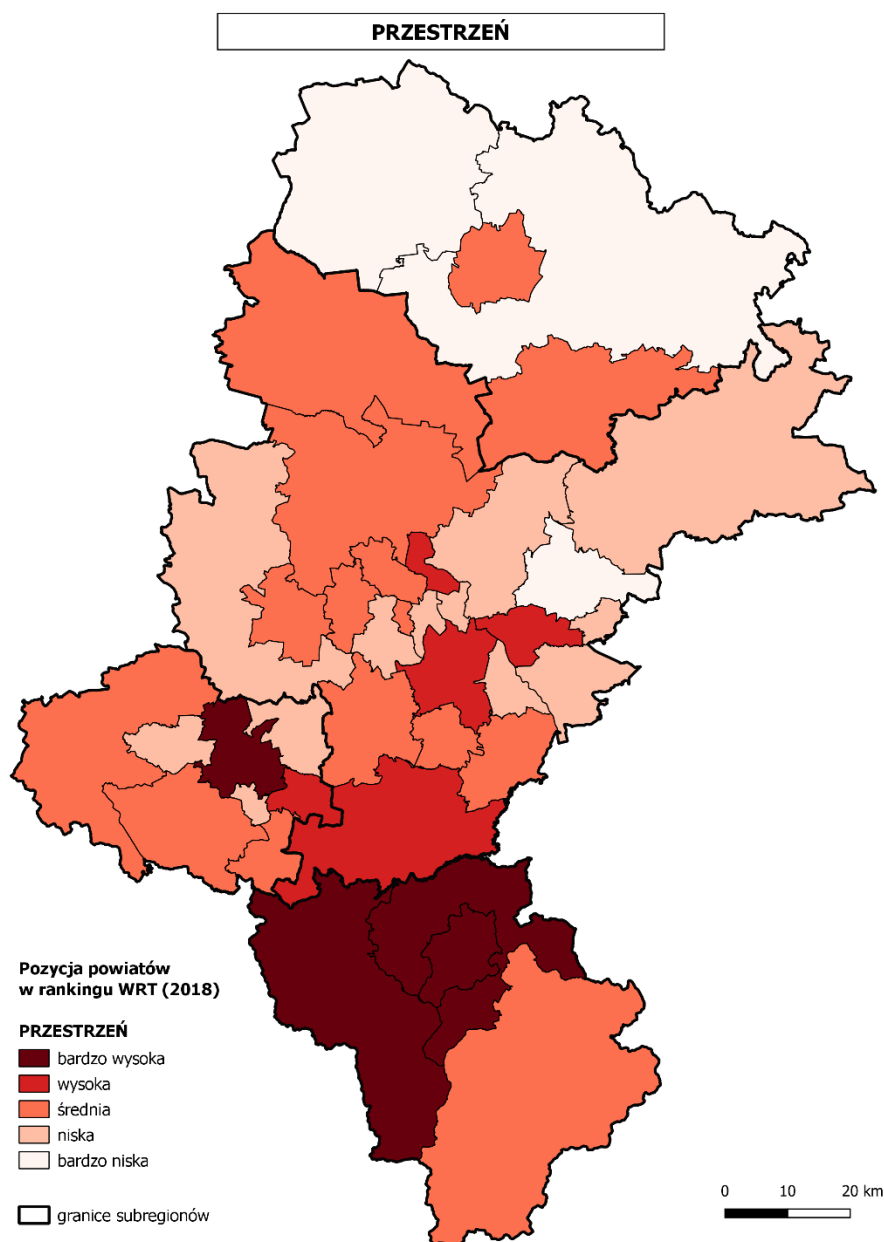 PRZESTRZEŃ
Pozycja powiatów
w rankingu WRT (2018)
PRZESTRZEŃ
bardzo wysoka
wysoka
średnia
niska
bardzo niska
granice subregionów
0 10 20 km